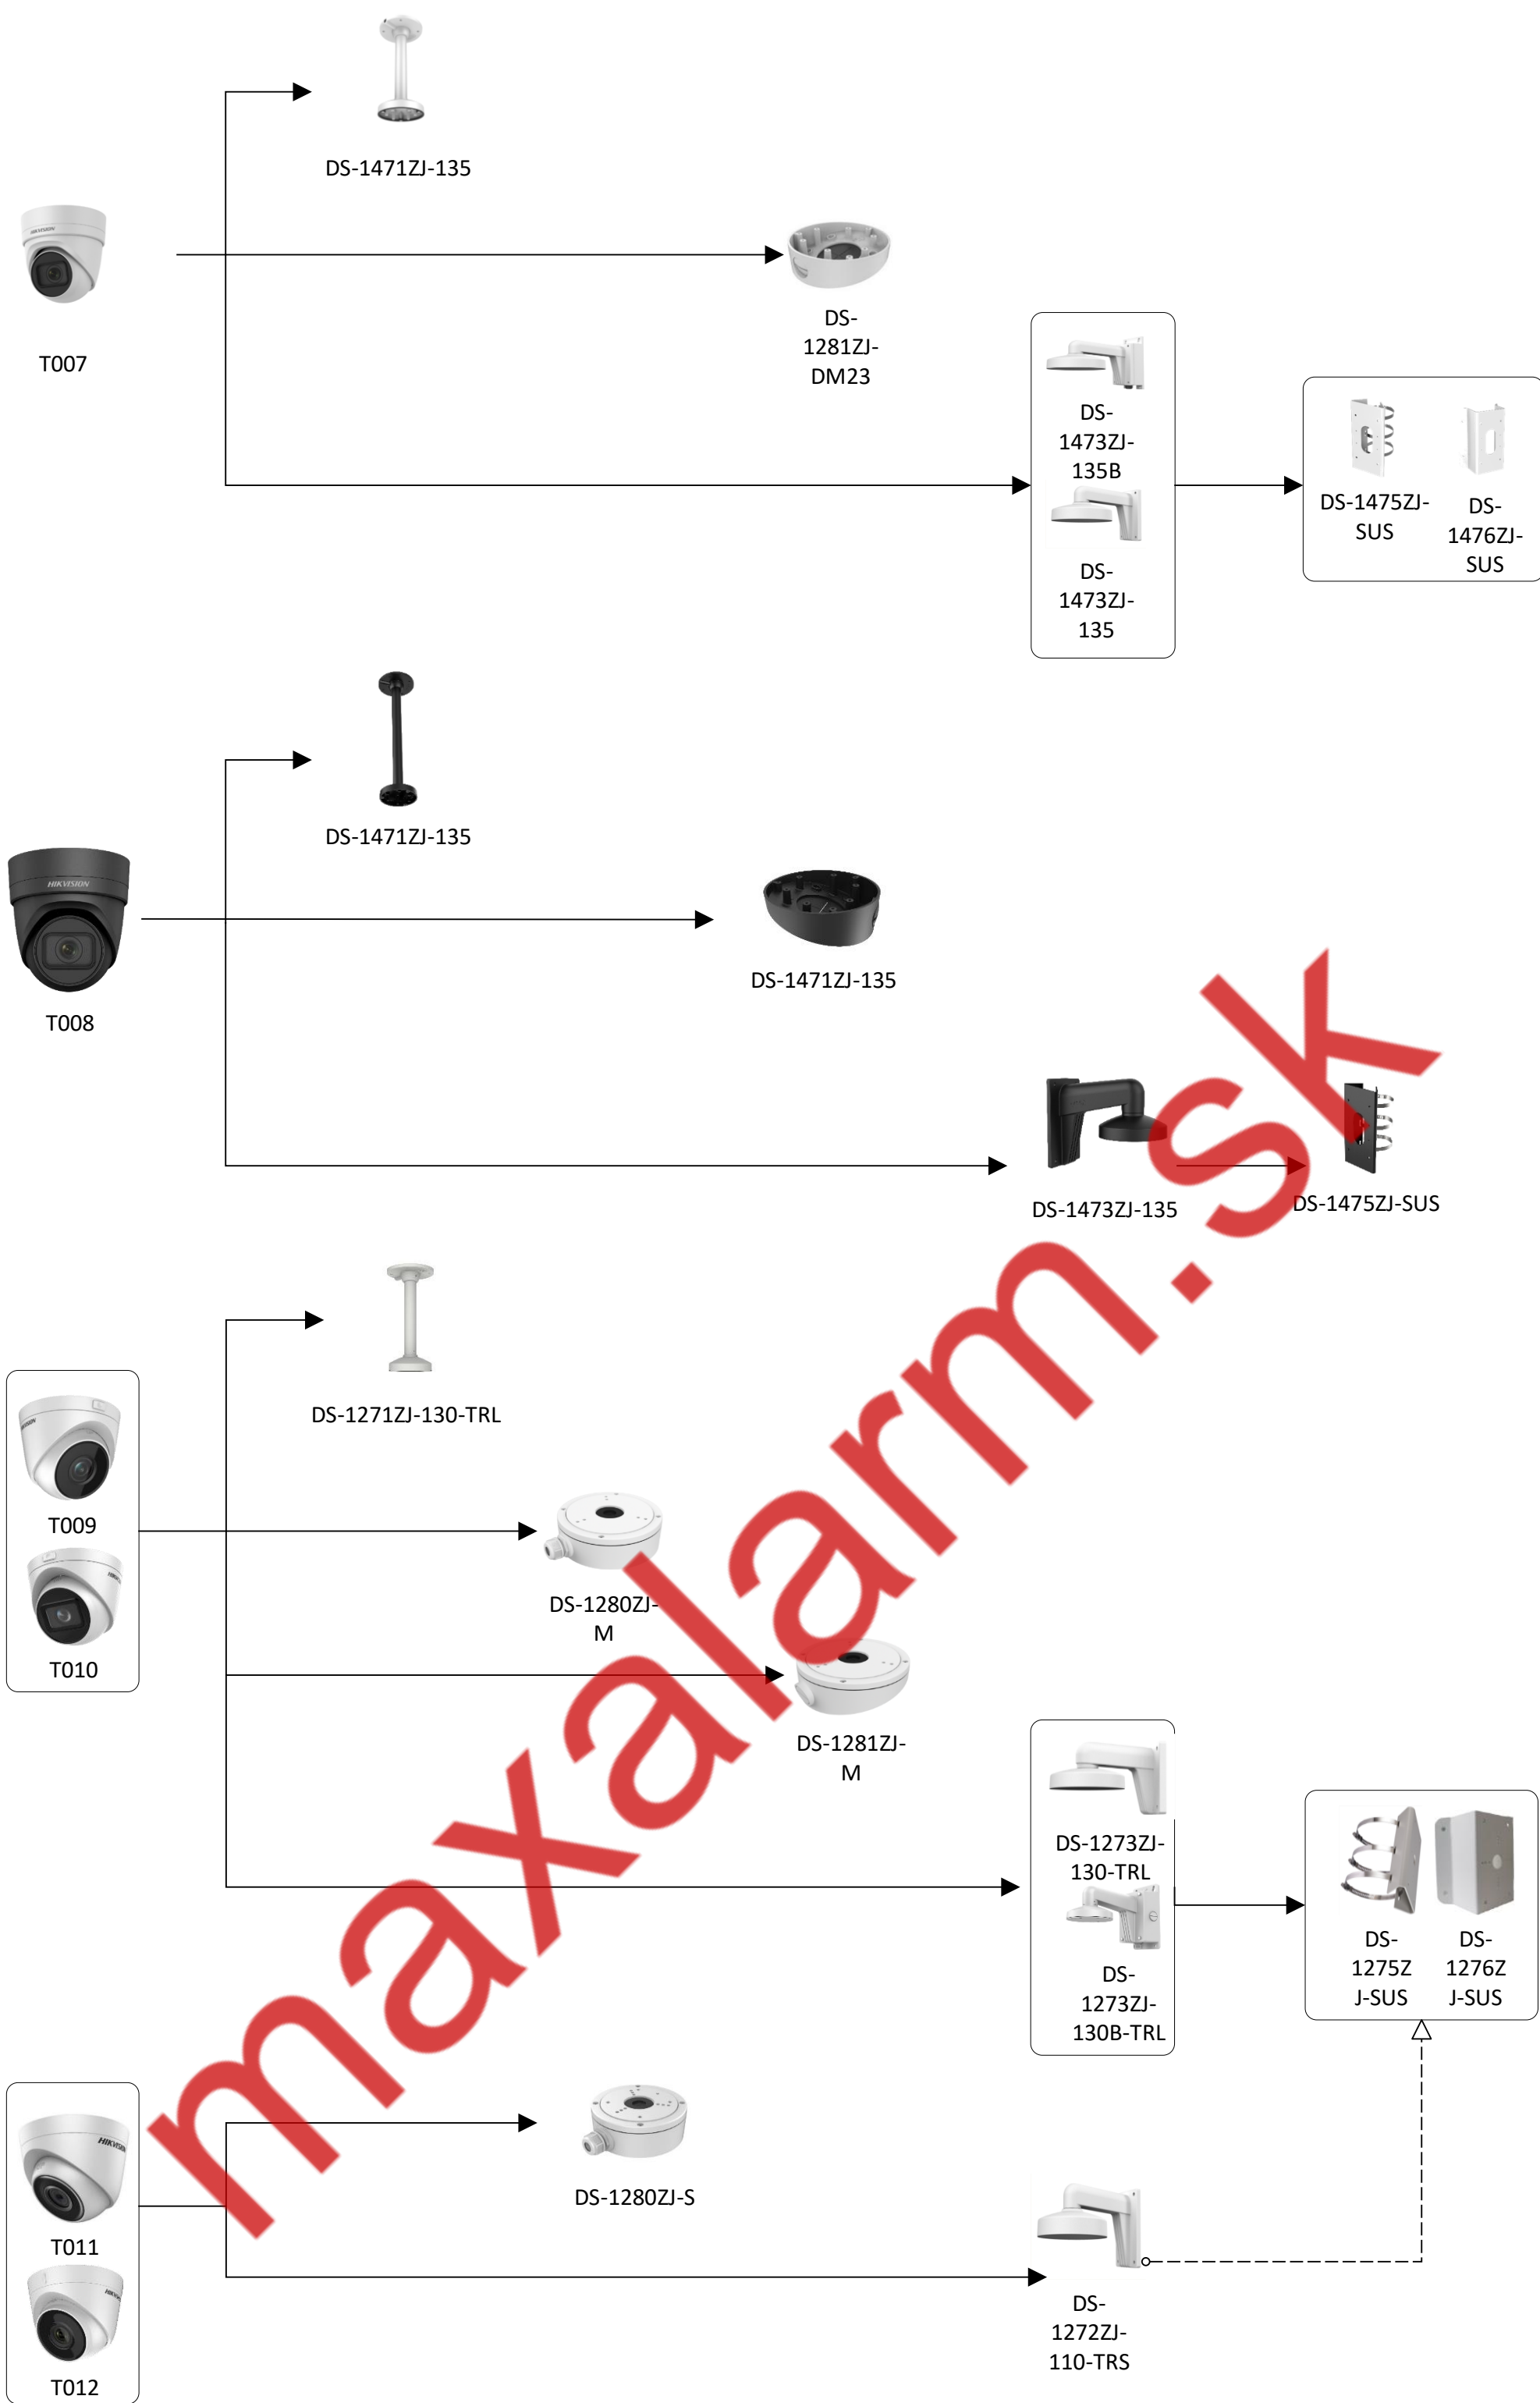 DS-1471ZJ-135
HIKVISION
T007
DS-
1281ZJ-
DM23
DS-
1473ZJ-
135B
DS-
1473ZJ-
135
DS-1475ZJ-
SUS
DS-
1476ZJ-
SUS
DS-1471ZJ-135
HIKVISION
T008
DS-1471ZJ-135
DS-1473ZJ-135
DS-1475ZJ-SUS
DS-1271ZJ-130-TRL
T009
T010
DS-1280ZJ-
M
DS-1281ZJ-
M
DS-1273ZJ-
130-TRL
DS-
1273ZJ-
130B-TRL
DS-
1275Z
J-SUS
DS-
1276Z
J-SUS
HIKVISION
T011
T012
DS-1280ZJ-S
DS-
1272ZJ-
110-TRS
maxalarm.sk